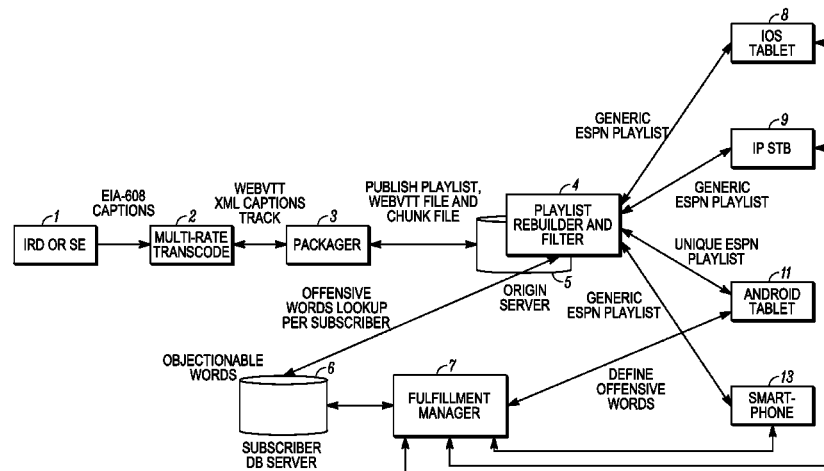 8
IOS
TABLET
GENERIC
ESPN PLAYLIST
9
IP STB
GENERIC
ESPN PLAYLIST
EIA-608
CAPTIONS
WEBVTT
XML CAPTIONS
TRACK
PUBLISH PLAYLIST,
WEBVTT FILE AND
CHUNK FILE
4
PLAYLIST
REBUILDER AND
FILTER
1
IRD OR SE
2
MULTI-RATE
TRANSCODE
3
PACKAGER
5
ORIGIN
SERVER
UNIQUE ESPN
PLAYLIST
11
ANDROID
TABLET
OFFENSIVE
WORDS LOOKUP
PER SUBSCRIBER
GENERIC
ESPN PLAYLIST
OBJECTIONABLE
WORDS
6
SUBSCRIBER
DB SERVER
7
FULFILLMENT
MANAGER
DEFINE
OFFENSIVE
WORDS
13
SMART-
PHONE